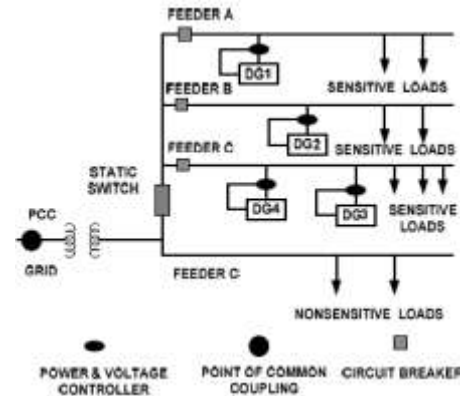 FEEDER A
DG1
SENSITIVE LOADS
FEEDER B
DG2
SENSITIVE LOADS
FEEDER C
STATIC
SWITCH
DG4
DG3
SENSITIVE
LOADS
PCC
GRID
FEEDER C
NONSENSITIVE LOADS
POWER & VOLTAGE
CONTROLLER
POINT OF COMMON
COUPLING
CIRCUIT BREAKER